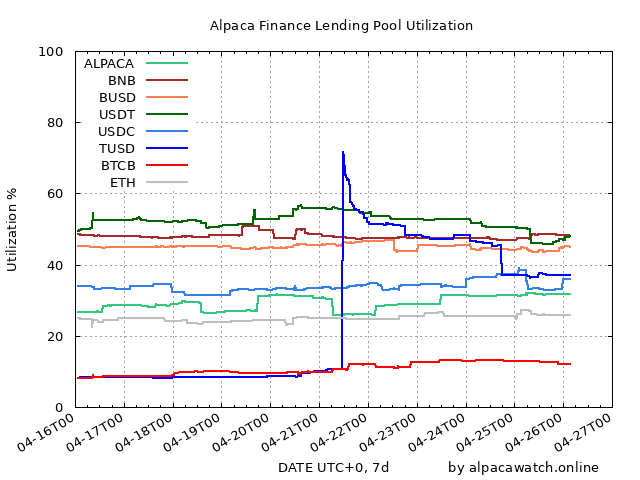 Alpaca Finance Lending Pool Utilization
Utilization %
100
80
60
40
20
0
ALPACA
BNB
BUSD
USDT
USDC
TUSD
BTCB
ETH
04-16T00
04-17T00
04-18T00
04-19T00
04-20T00
04-21T00
04-22T00
04-23T00
04-24T00
04-25T00
04-26T00
04-27T00
DATE UTC+0, 7d
by alpacawatch.online